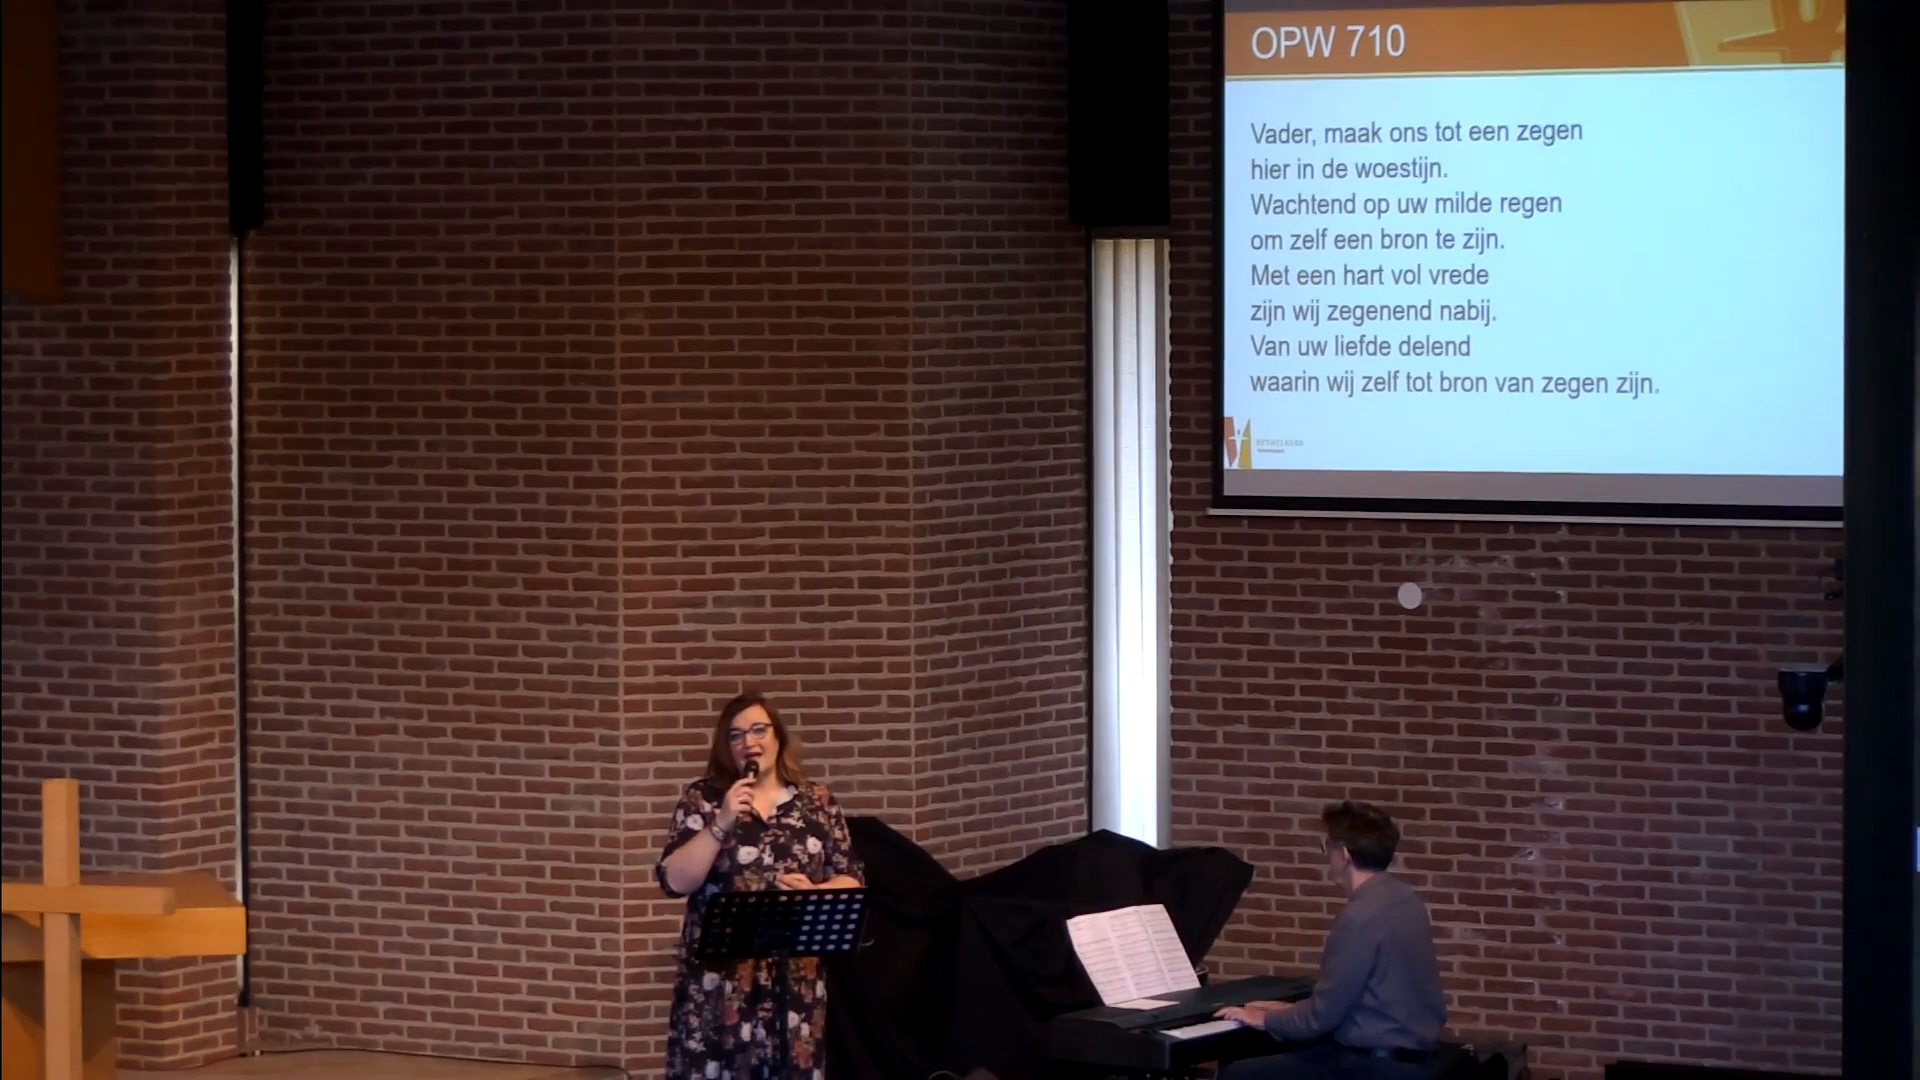 OPW 710
Vader, maak ons tot een zegen
hier in de woestijn.
Wachtend op uw milde regen
om zelf een bron te zijn.
Met een hart vol vrede
zijn wij zegenend nabij.
Van uw liefde delend
waarin wij zelf tot bron van zegen zijn.
BETHELKERK